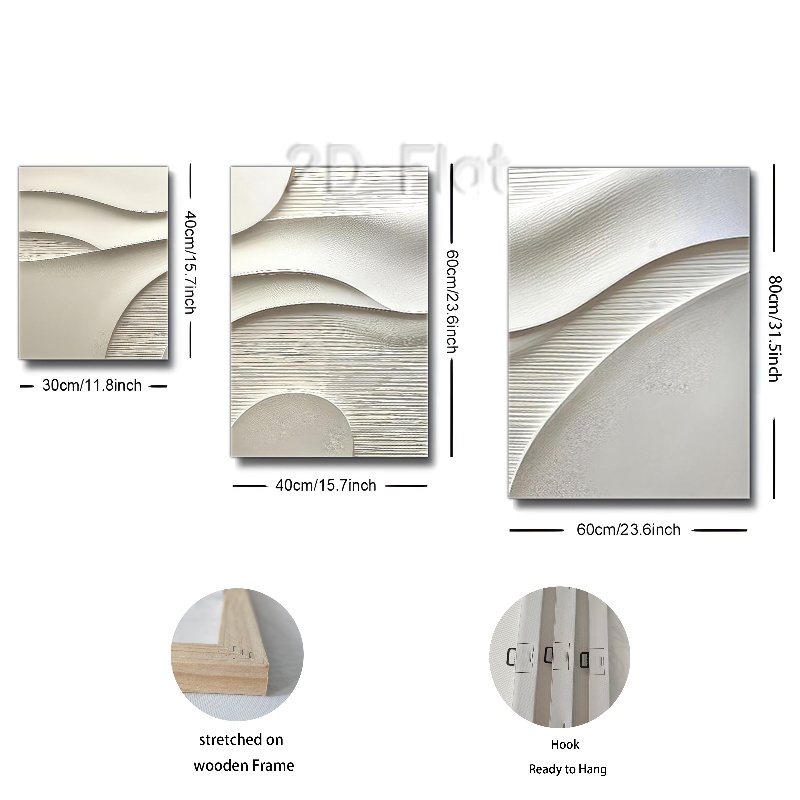 2D Flat
40cm/15.7inch
30cm/11.8inch
60cm/23.6inch
40cm/15.7inch
80cm/31.5inch
60cm/23.6inch
stretched on
wooden Frame
Hook
Ready to Hang